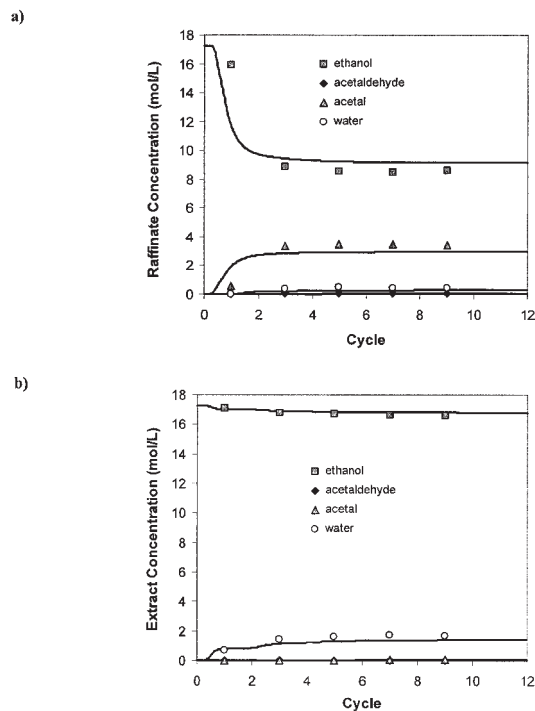 a)
18
16
14
12
10
8
6
4
2
0
Raffinate Concentration (mol/L)
ethanol
acetaldehyde
acetal
water
0 2 4 6 8 10 12
Cycle
b)
18
16
14
12
10
8
6
4
2
0
Extract Concentration (mol/L)
ethanol
acetaldehyde
acetal
water
0 2 4 6 8 10 12
Cycle